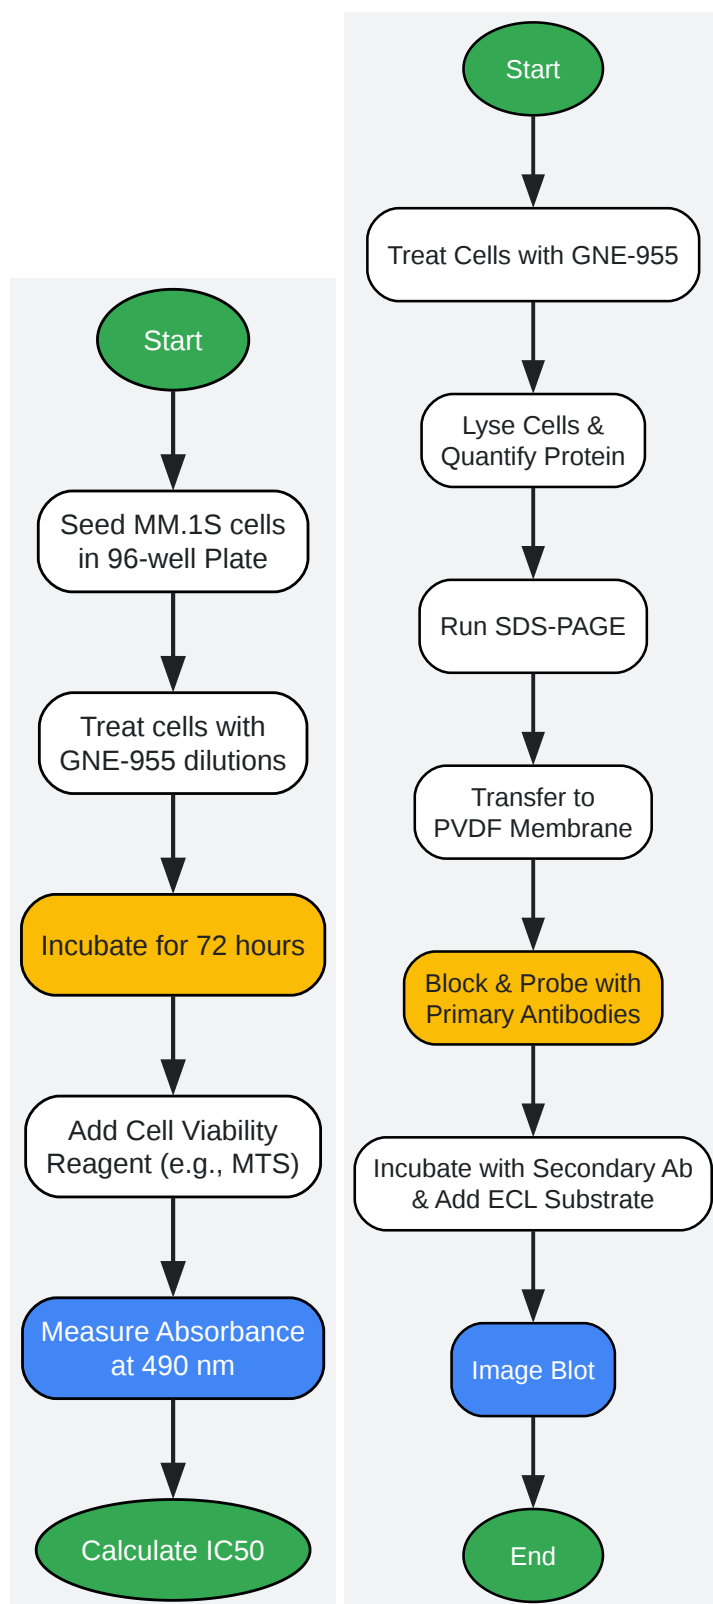 Start
Seed MM.1S cells
in 96-well Plate
Treat cells with
GNE-955 dilutions
Incubate for 72 hours
Add Cell Viability
Reagent (e.g., MTS)
Measure Absorbance
at 490 nm
Calculate IC50
Start
Treat Cells with GNE-955
Lyse Cells &
Quantify Protein
Run SDS-PAGE
Transfer to
PVDF Membrane
Block & Probe with
Primary Antibodies
Incubate with Secondary Ab
& Add ECL Substrate
Image Blot
End